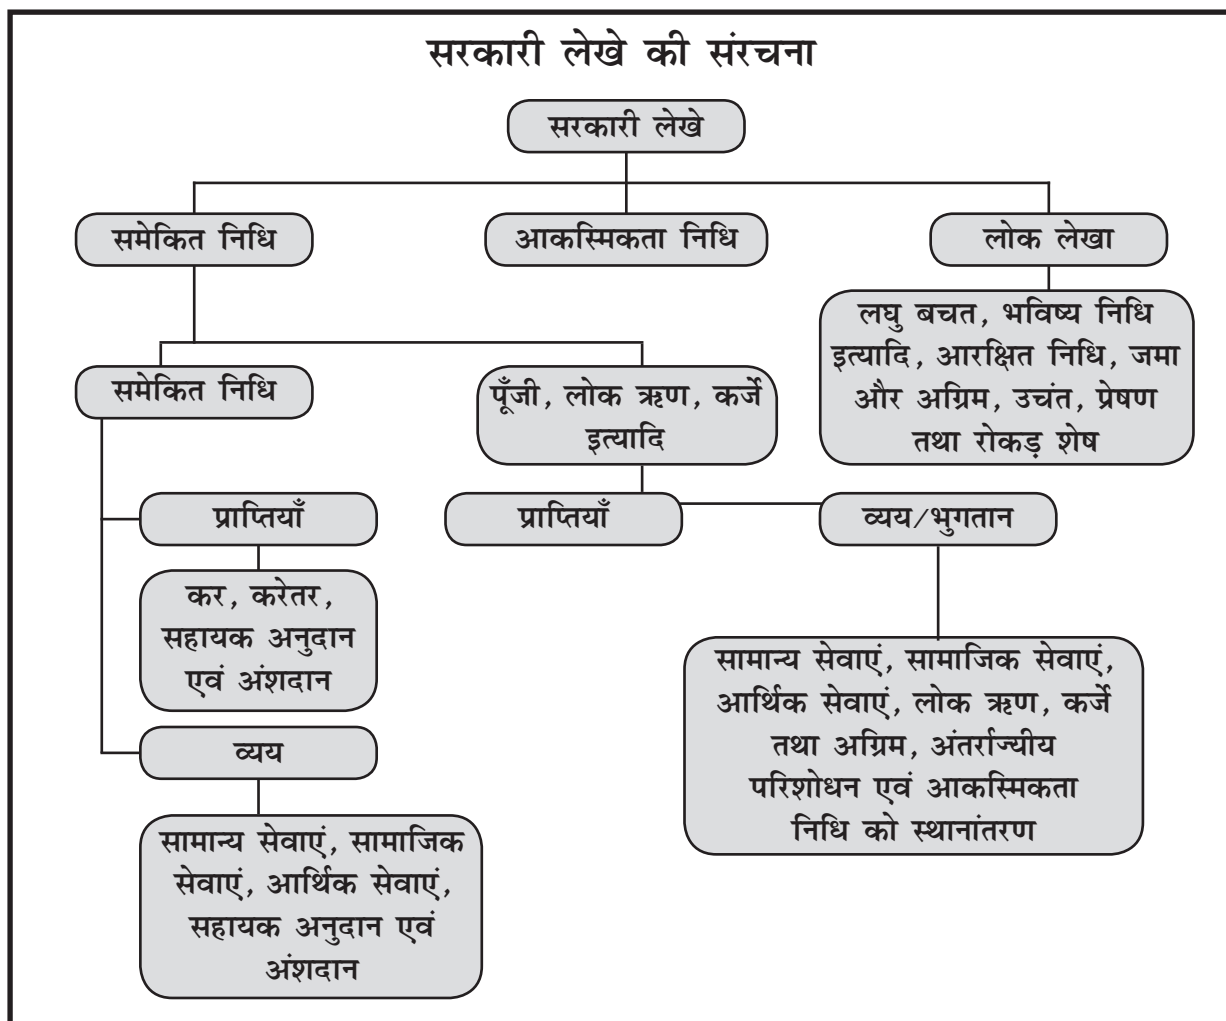 सरकारी लेखे की संरचना
सरकारी लेखे
समेकित निधि
आकस्मिकता निधि
लोक लेखा
लघु बचत, भविष्य निधि
इत्यादि, आरक्षित निधि, जमा
और अग्रिम, उचंत, प्रेषण
तथा रोकड़ शेष
समेकित निधि
पूँजी, लोक ऋण, कर्जे
इत्यादि
प्राप्तियाँ
कर, करेतर,
सहायक अनुदान
एवं अंशदान
व्यय
सामान्य सेवाएं, सामाजिक
सेवाएं, आर्थिक सेवाएं,
सहायक अनुदान एवं
अंशदान
प्राप्तियाँ
व्यय/भुगतान
सामान्य सेवाएं, सामाजिक सेवाएं,
आर्थिक सेवाएं, लोक ऋण, कर्जे
तथा अग्रिम, अंतर्राज्यीय
परिशोधन एवं आकस्मिकता
निधि को स्थानांतरण